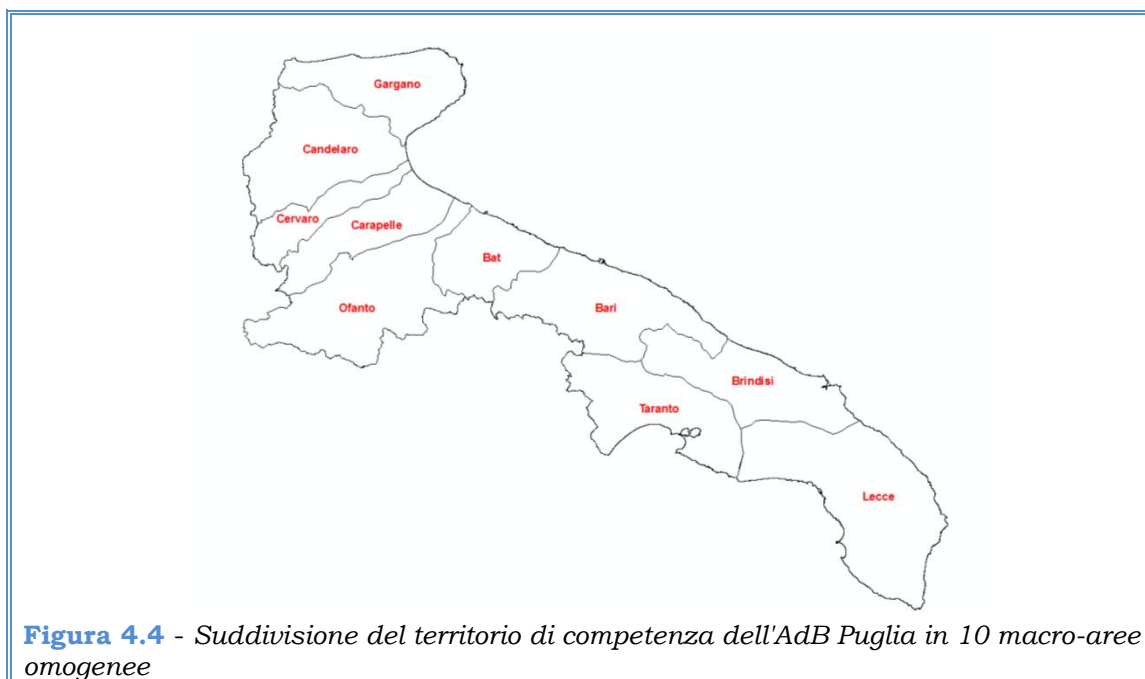 Gargano
Candelaro
Cervaro
Carapelle
Bat
Ofanto
Bari
Brindisi
Taranto
Lecce
Figura 4.4 - Suddivisione del territorio di competenza dell'AdB Puglia in 10 macro-aree
omogenee